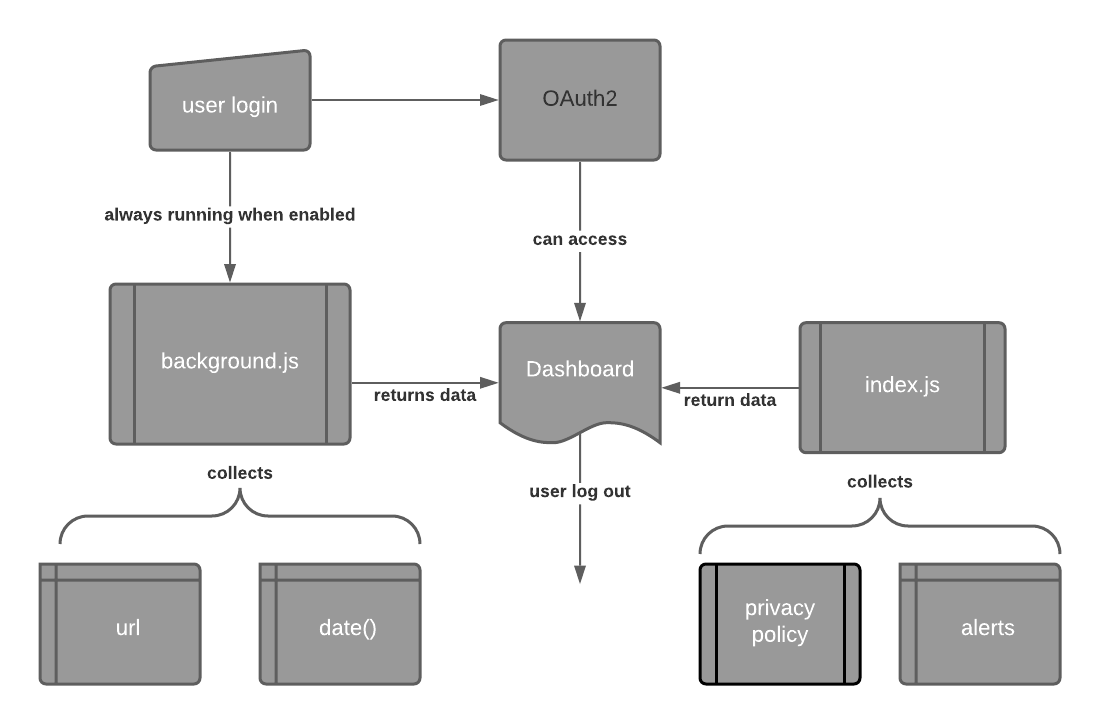 user login
OAuth2
always running when enabled
can access
background.js
Dashboard
index.js
returns data
return data
collects
user log out
collects
url
date()
privacy
policy
alerts